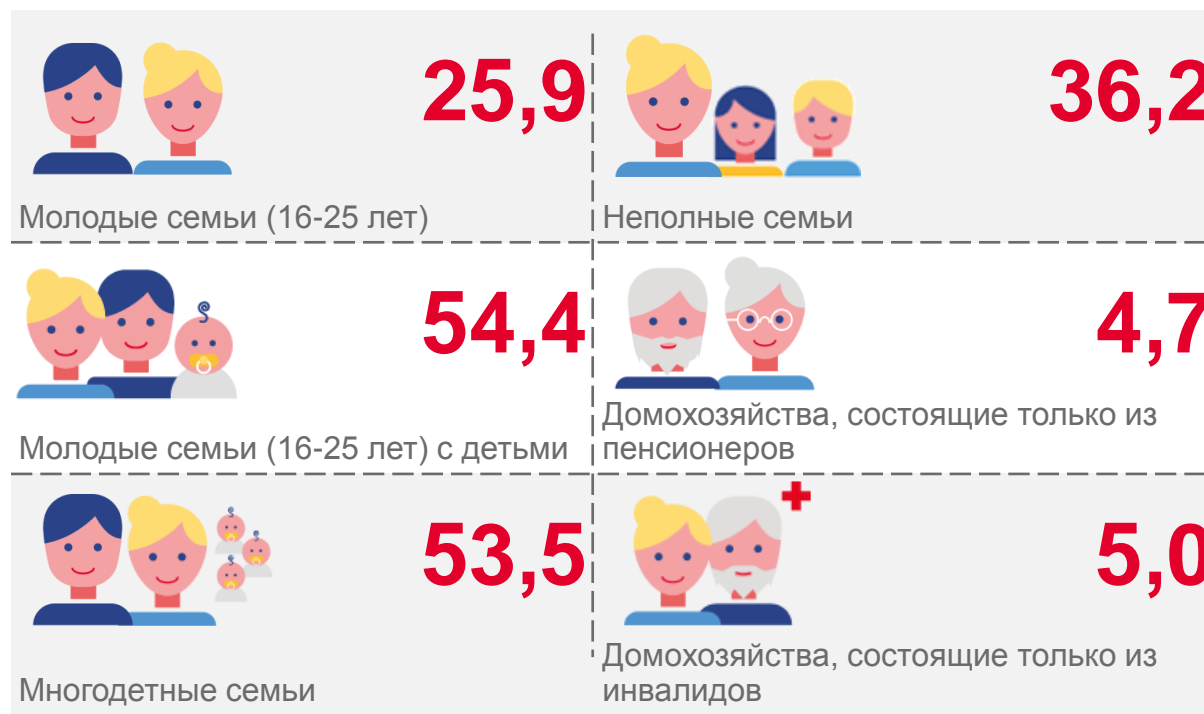 25,9
Молодые семьи (16-25 лет)
36,2
Неполные семьи
54,4
Молодые семьи (16-25 лет) с детьми
4,7
Домохозяйства, состоящие только из
пенсионеров
53,5
Многодетные семьи
5,0
Домохозяйства, состоящие только из
инвалидов